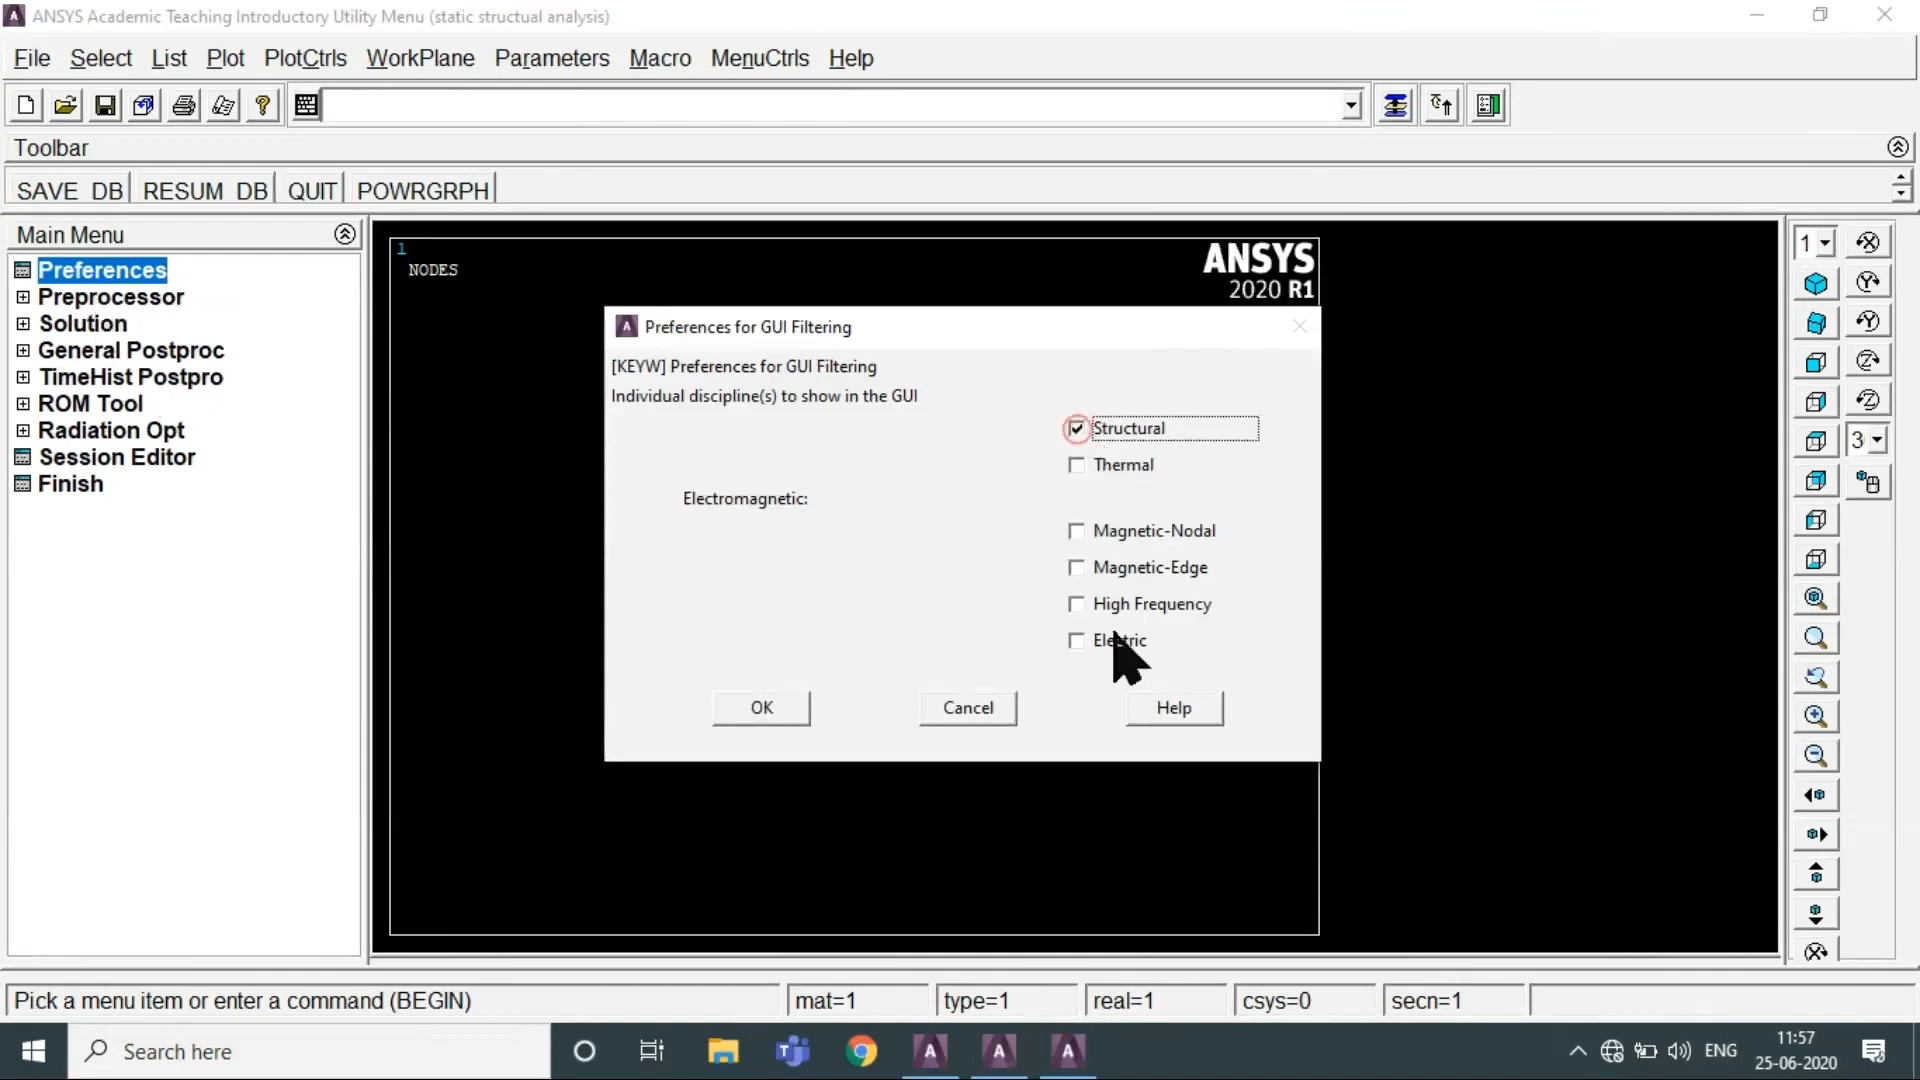 ANSYS Academic Teaching Introductory Utility Menu (static structual analysis)
File Select List Plot PlotCtrls WorkPlane Parameters Macro MenuCtrls Help
Toolbar
SAVE_DB RESUM_DB QUIT POWRGRPH
Main Menu
Preferences
Preprocessor
Solution
General Postproc
TimeHist Postpro
ROM Tool
Radiation Opt
Session Editor
Finish
1
NODES
ANSYS
2020 R1
Preferences for GUI Filtering
[KEYW] Preferences for GUI Filtering
Individual discipline(s) to show in the GUI
Structural
Thermal
Electromagnetic:
Magnetic-Nodal
Magnetic-Edge
High Frequency
Electric
OK Cancel Help
1
3
Pick a menu item or enter a command (BEGIN) mat=1 type=1 real=1 csys=0 secn=1
Search here
ENG
11:57
25-06-2020